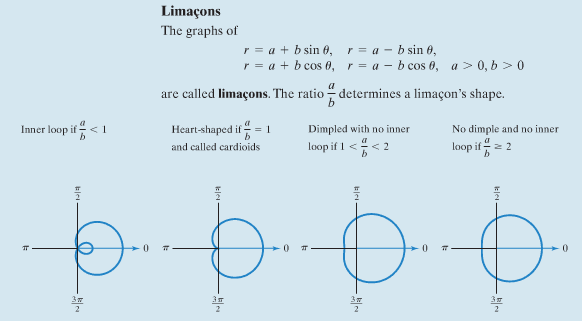 Limaçons
The graphs of
r = a + b sin θ, r = a − b sin θ,
r = a + b cos θ, r = a − b cos θ, a > 0, b > 0
are called limaçons. The ratio a/b determines a limaçon's shape.
Inner loop if a/b < 1
Heart-shaped if a/b = 1
and called cardioids
Dimpled with no inner
loop if 1 < a/b < 2
No dimple and no inner
loop if a/b ≥ 2
π/2
π 0
3π/2
π/2
π 0
3π/2
π/2
π 0
3π/2
π/2
π 0
3π/2